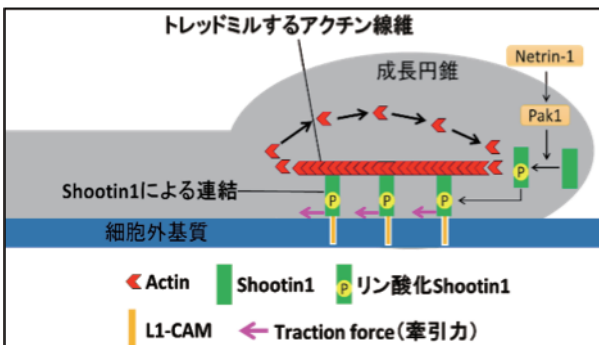 トレッドミルするアクチン線維
成長円錐
Netrin-1
Pak1
P
Shootin1による連結
P
P
P
細胞外基質
Actin
Shootin1
P
リン酸化Shootin1
L1-CAM
Traction force（牽引力）